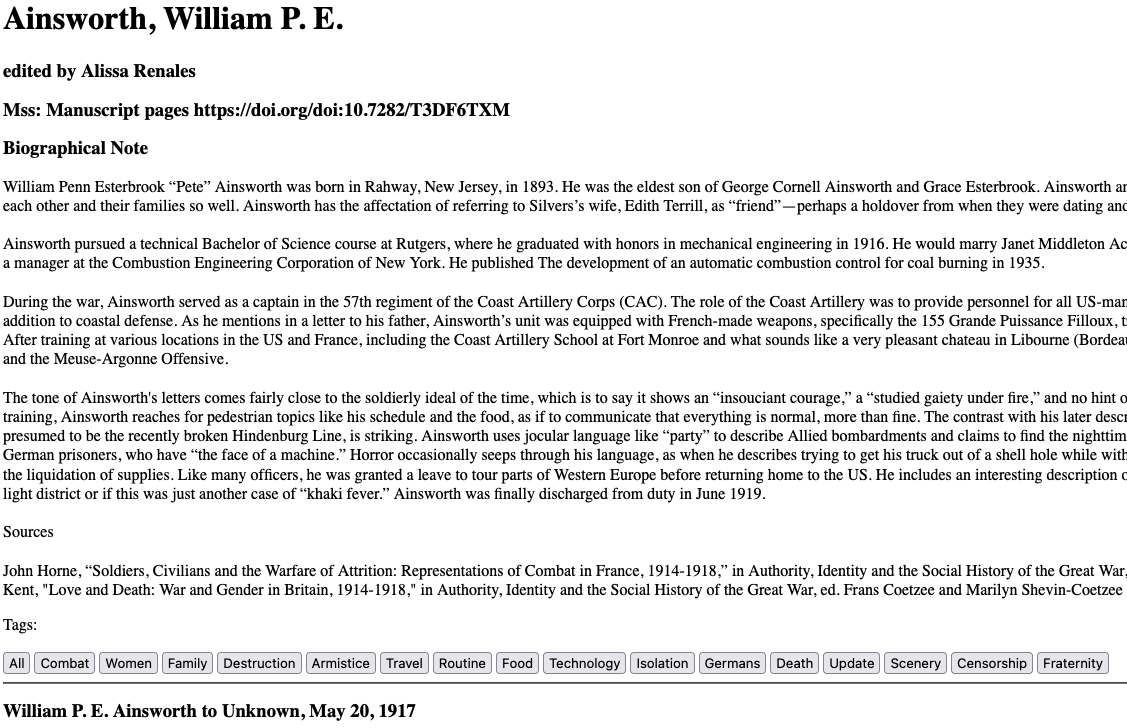 Ainsworth, William P. E.
edited by Alissa Renales
Mss: Manuscript pages https://doi.org/doi:10.7282/T3DF6TXM
Biographical Note
William Penn Esterbrook “Pete” Ainsworth was born in Rahway, New Jersey, in 1893. He was the eldest son of George Cornell Ainsworth and Grace Esterbrook. Ainsworth
each other and their families so well. Ainsworth has the affectation of referring to Silvers’s wife, Edith Terrill, as “friend”—perhaps a holdover from when they were dating and
Ainsworth pursued a technical Bachelor of Science course at Rutgers, where he graduated with honors in mechanical engineering in 1916. He would marry Janet Middleton Ac
a manager at the Combustion Engineering Corporation of New York. He published The development of an automatic combustion control for coal burning in 1935.
During the war, Ainsworth served as a captain in the 57th regiment of the Coast Artillery Corps (CAC). The role of the Coast Artillery was to provide personnel for all US-man
addition to coastal defense. As he mentions in a letter to his father, Ainsworth’s unit was equipped with French-made weapons, specifically the 155 Grande Puissance Filloux,
After training at various locations in the US and France, including the Coast Artillery School at Fort Monroe and what sounds like a very pleasant chateau in Libourne (Bordeau
and the Meuse-Argonne Offensive.
The tone of Ainsworth's letters comes fairly close to the soldierly ideal of the time, which is to say it shows an “insouciant courage,” a “studied gaiety under fire,” and no hint o
training, Ainsworth reaches for pedestrian topics like his schedule and the food, as if to communicate that everything is normal, more than fine. The contrast with his later descr
presumed to be the recently broken Hindenburg Line, is striking. Ainsworth uses jocular language like “party” to describe Allied bombardments and claims to find the nighttim
German prisoners, who have “the face of a machine.” Horror occasionally seeps through his language, as when he describes trying to get his truck out of a shell hole while with
the liquidation of supplies. Like many officers, he was granted a leave to tour parts of Western Europe before returning home to the US. He includes an interesting description o
light district or if this was just another case of “khaki fever.” Ainsworth was finally discharged from duty in June 1919.
Sources
John Horne, “Soldiers, Civilians and the Warfare of Attrition: Representations of Combat in France, 1914-1918,” in Authority, Identity and the Social History of the Great War,
Kent, "Love and Death: War and Gender in Britain, 1914-1918," in Authority, Identity and the Social History of the Great War, ed. Frans Coetzee and Marilyn Shevin-Coetzee
Tags:
All Combat Women Family Destruction Armistice Travel Routine Food Technology Isolation Germans Death Update Scenery Censorship Fraternity
William P. E. Ainsworth to Unknown, May 20, 1917